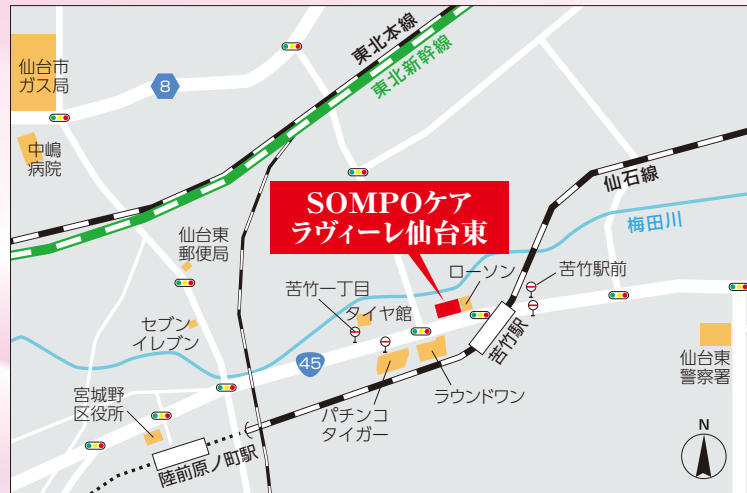 東北本線
東北新幹線
仙台市
ガス局
8
中嶋
病院
仙石線
SOMPOケア
ラヴィーレ仙台東
梅田川
仙台東
郵便局
ローソン
苦竹駅前
苦竹一丁目
タイヤ館
セブン
イレブン
苦竹駅
45
仙台東
警察署
宮城野
区役所
ラウンドワン
パチンコ
タイガー
N
陸前原ノ町駅